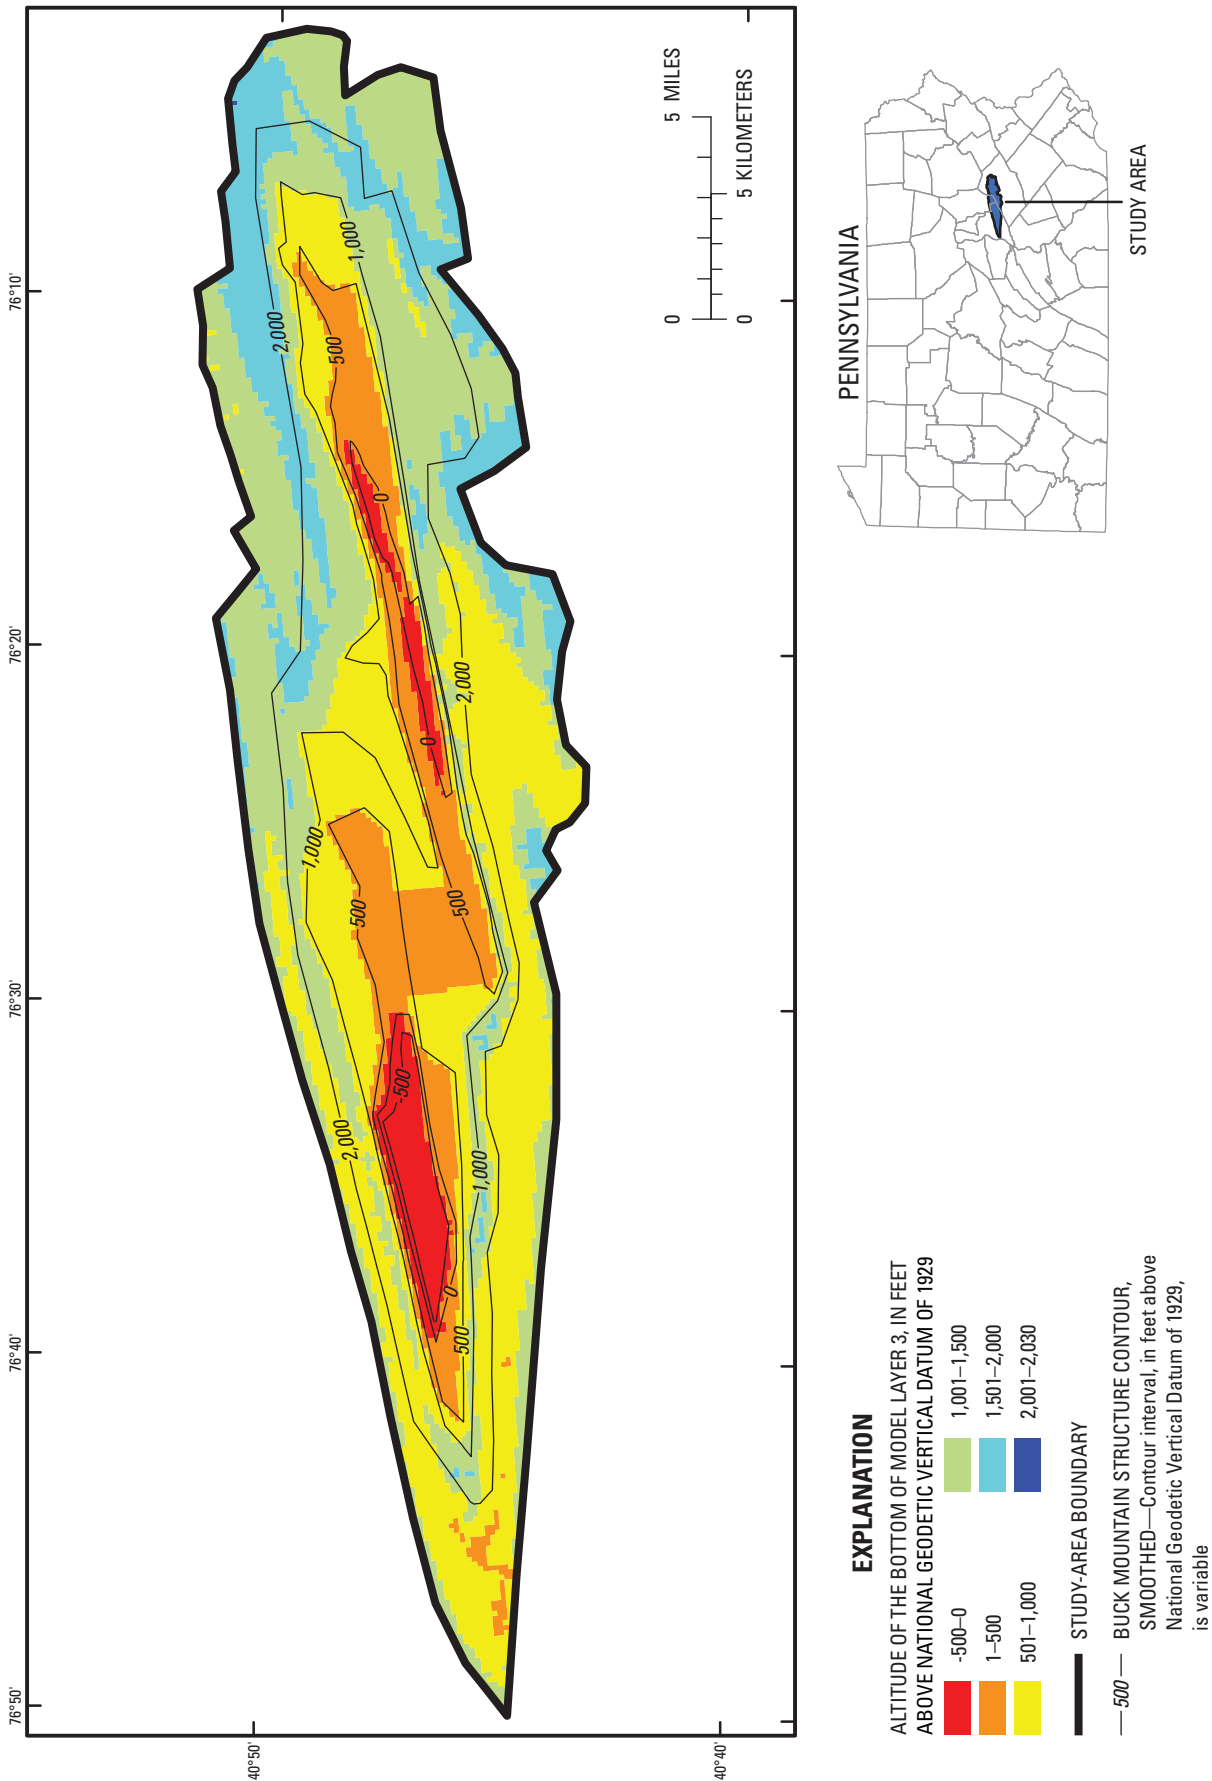 76°50'
76°40'
76°30'
76°20'
76°10'
40°50'
40°40'
2,000
1,000
500
0
-500
1,000
500
0
2,000
1,000
500
0
500
0
2,000
1,000
500
0 5 MILES
0 5 KILOMETERS
EXPLANATION
ALTITUDE OF THE BOTTOM OF MODEL LAYER 3, IN FEET
ABOVE NATIONAL GEODETIC VERTICAL DATUM OF 1929
-500–0
1–500
501–1,000
1,001–1,500
1,501–2,000
2,001–2,030
STUDY-AREA BOUNDARY
500 BUCK MOUNTAIN STRUCTURE CONTOUR,
SMOOTHED—Contour interval, in feet above
National Geodetic Vertical Datum of 1929,
is variable
PENNSYLVANIA
STUDY AREA